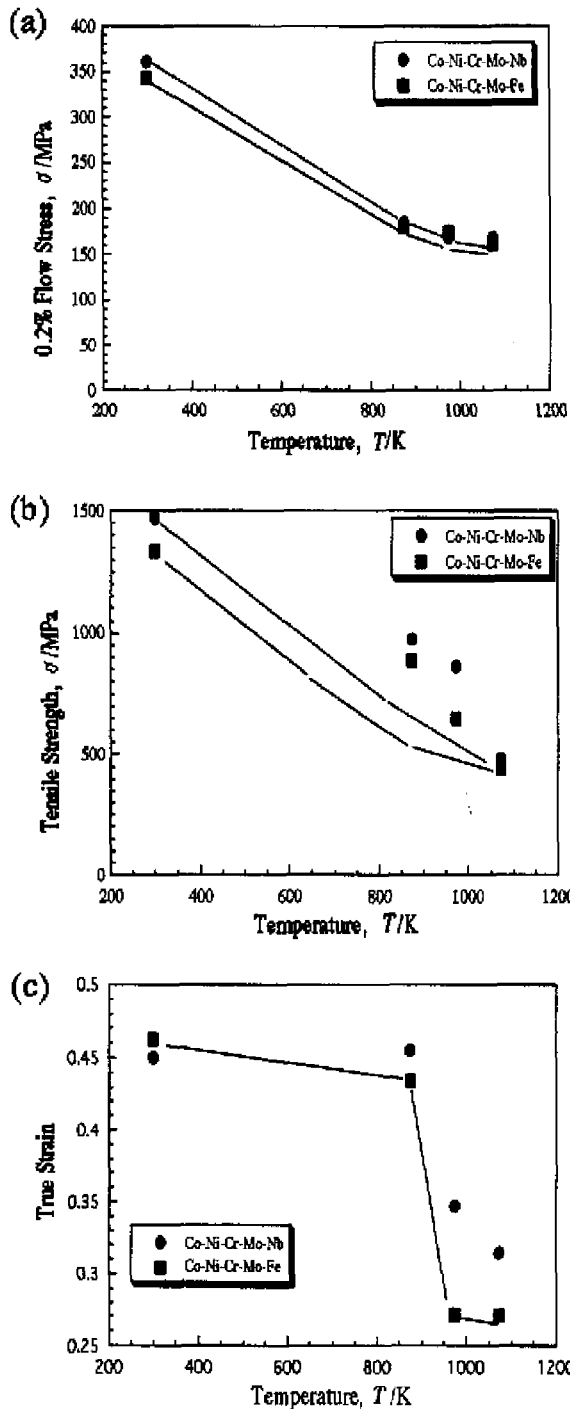 (a)
400
350
300
250
200
150
100
50
0
0.2% Flow Stress, σ/MPa
Co-Ni-Cr-Mo-Nb
Co-Ni-Cr-Mo-Fe
200 400 600 800 1000 1200
Temperature, T/K
(b)
1500
1000
500
0
Tensile Strength, σ/MPa
Co-Ni-Cr-Mo-Nb
Co-Ni-Cr-Mo-Fe
200 400 600 800 1000 1200
Temperature, T/K
(c)
0.5
0.45
0.4
0.35
0.3
0.25
True Strain
Co-Ni-Cr-Mo-Nb
Co-Ni-Cr-Mo-Fe
200 400 600 800 1000 1200
Temperature, T/K